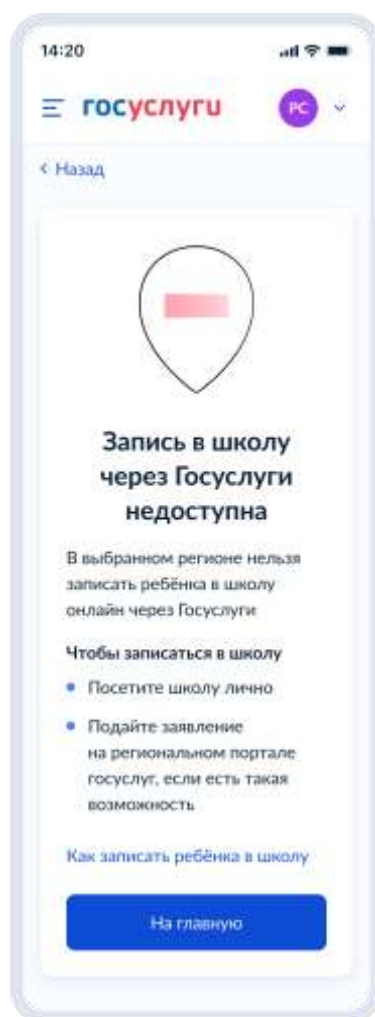 14:20
госуслуги
РС
Назад
Запись в школу
через Госуслуги
недоступна
В выбранном регионе нельзя
записать ребёнка в школу
онлайн через Госуслуги
Чтобы записаться в школу
Посетите школу лично
Подайте заявление
на региональном портале
госуслуг, если есть такая
возможность
Как записать ребёнка в школу
На главную